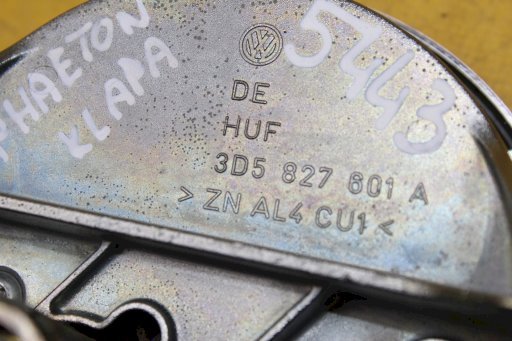 PHAETON
KLAPA
5443
DE
HUF
3D5 827 601 A
> ZN AL4 CU1 <